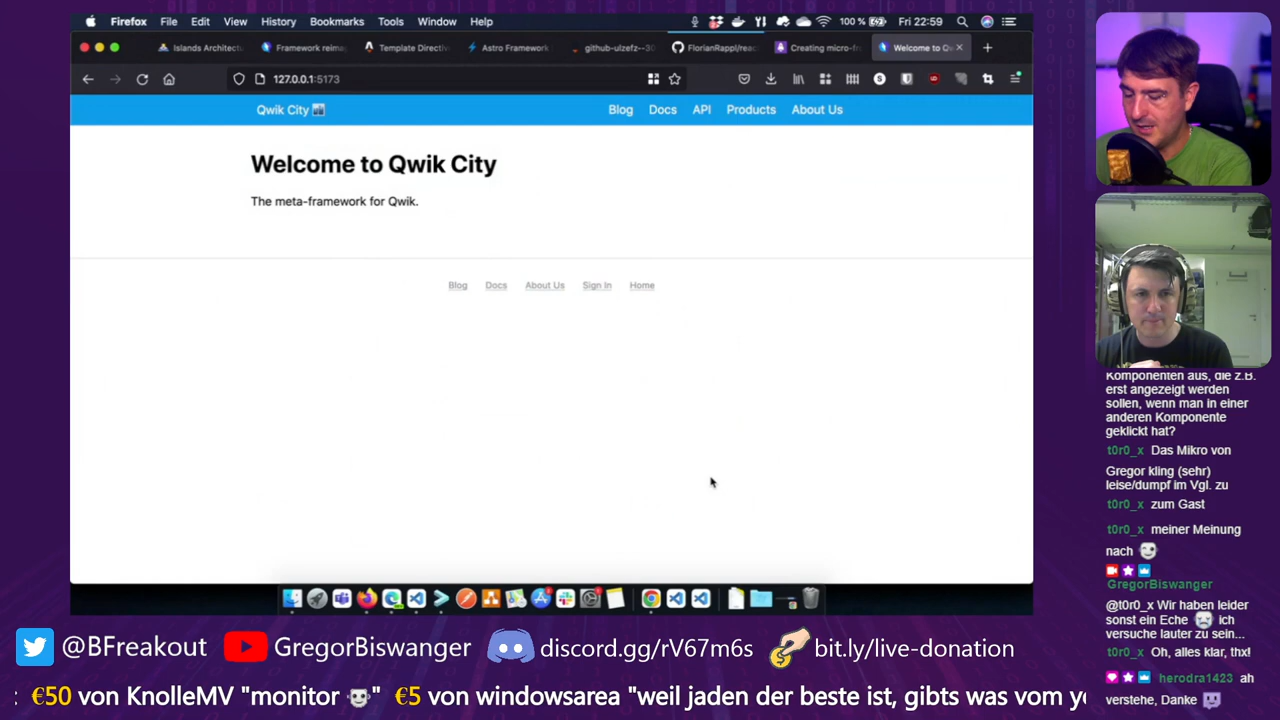 Firefox File Edit View History Bookmarks Tools Window Help 100 % Fri 22:59
Islands Architect Framework reima Template Directiv Astro Framework github-ulzefz--30 FlorianRappl/reac Creating micro-fr Welcome to Qw
127.0.0.1:5173
Qwik City Blog Docs API Products About Us
Welcome to Qwik City
The meta-framework for Qwik.
Blog Docs About Us Sign In Home
Komponenten aus, die z.B.
erst angezeigt werden
sollen, wenn man in einer
anderen Komponente
geklickt hat?
t0r0_x Das Mikro von
Gregor kling (sehr)
leise/dumpf im Vgl. zu
t0r0_x zum Gast
t0r0_x meiner Meinung
nach
GregorBiswanger
@t0r0_x Wir haben leider
sonst ein Eche ich
versuche lauter zu sein...
t0r0_x Oh, alles klar, thx!
herodra1423 ah
verstehe, Danke
@BFreakout GregorBiswanger discord.gg/rV67m6s bit.ly/live-donation
: €50 von KnolleMV "monitor " €5 von windowsarea "weil jaden der beste ist, gibts was vom ye